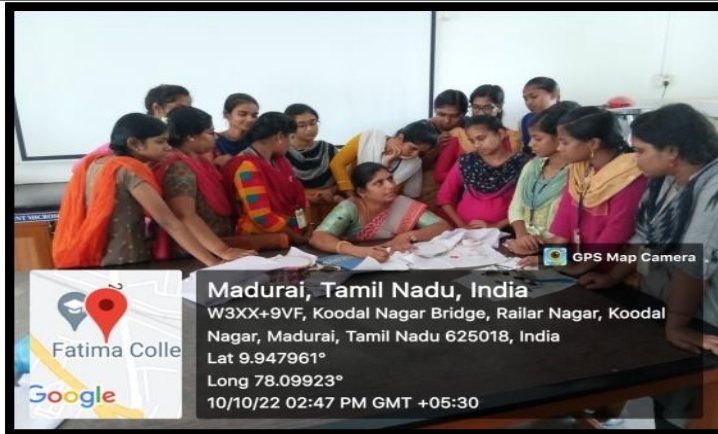 GPS Map Camera
Madurai, Tamil Nadu, India
W3XX+9VF, Koodal Nagar Bridge, Railar Nagar, Koodal
Nagar, Madurai, Tamil Nadu 625018, India
Lat 9.947961°
Long 78.09923°
10/10/22 02:47 PM GMT +05:30
Fatima Colle
Google